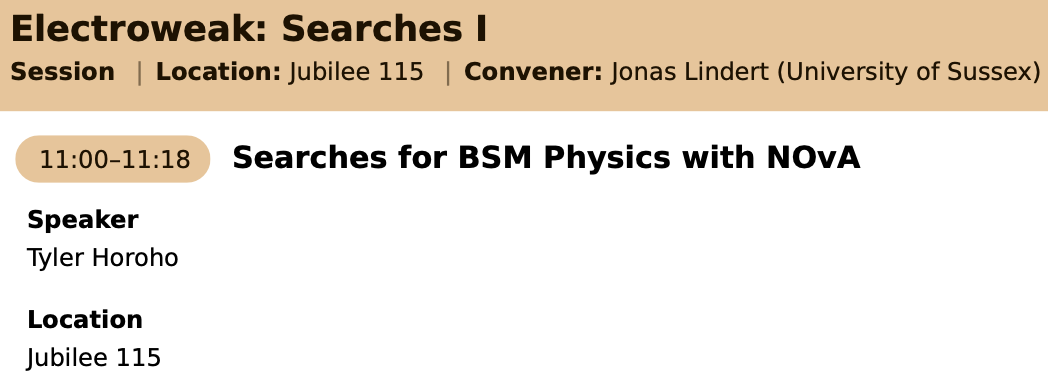 Electroweak: Searches I
Session | Location: Jubilee 115 | Convener: Jonas Lindert (University of Sussex)
11:00–11:18 Searches for BSM Physics with NOvA
Speaker
Tyler Horoho
Location
Jubilee 115